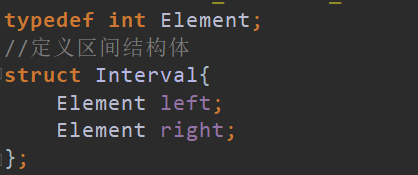 typedef int Element;
//定义区间结构体
struct Interval{
    Element left;
    Element right;
};